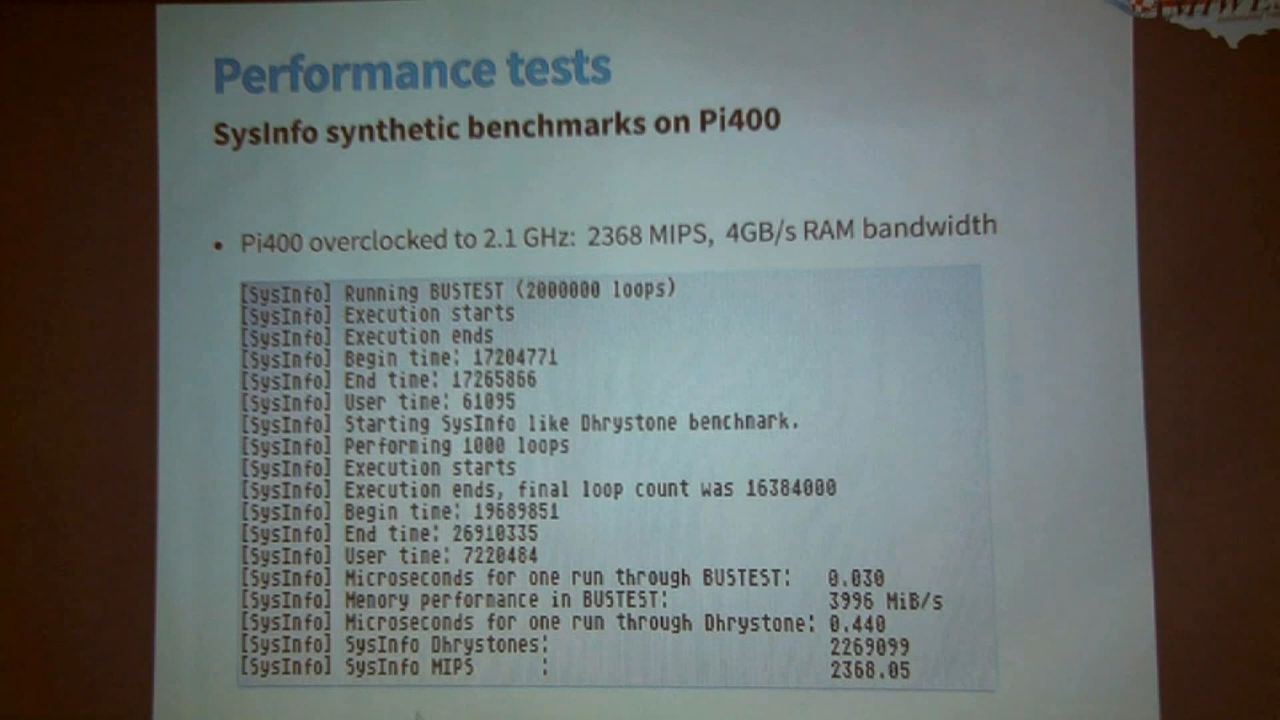 Performance tests
SysInfo synthetic benchmarks on Pi400
• Pi400 overclocked to 2.1 GHz: 2368 MIPS, 4GB/s RAM bandwidth
[SysInfo] Running BUSTEST (2000000 loops)
[SysInfo] Execution starts
[SysInfo] Execution ends
[SysInfo] Begin time: 17204771
[SysInfo] End time: 17265866
[SysInfo] User time: 61095
[SysInfo] Starting SysInfo like Dhrystone benchmark.
[SysInfo] Performing 1000 loops
[SysInfo] Execution starts
[SysInfo] Execution ends, final loop count was 16384000
[SysInfo] Begin time: 19689851
[SysInfo] End time: 26910335
[SysInfo] User time: 7220484
[SysInfo] Microseconds for one run through BUSTEST: 0.030
[SysInfo] Memory performance in BUSTEST: 3996 MiB/s
[SysInfo] Microseconds for one run through Dhrystone: 0.440
[SysInfo] SysInfo Dhrystones: 2269099
[SysInfo] SysInfo MIPS : 2368.05